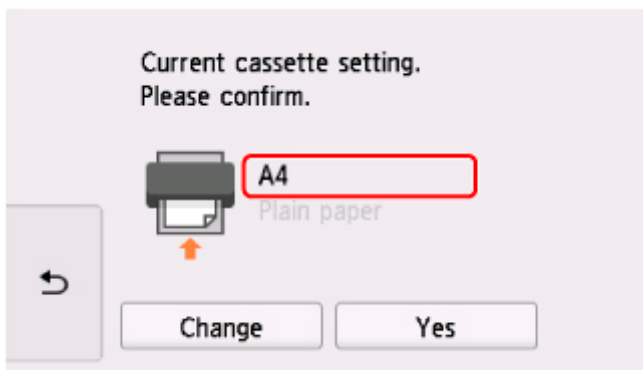 Current cassette setting.
Please confirm.
A4
Plain paper
Change
Yes